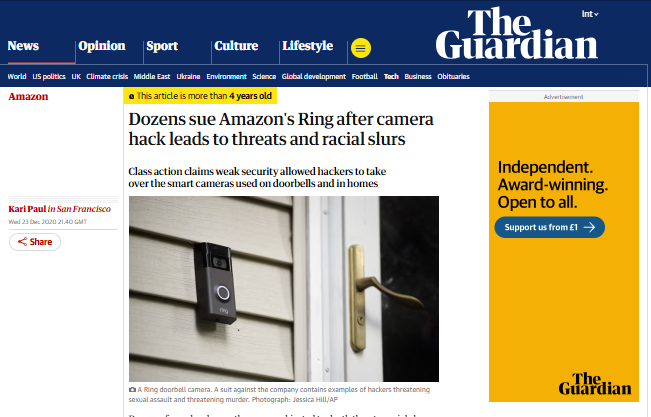 The
Guardian
Int
News
Opinion
Sport
Culture
Lifestyle
World US politics UK Climate crisis Middle East Ukraine Environment Science Global development Football Tech Business Obituaries
Amazon
This article is more than 4 years old
Dozens sue Amazon's Ring after camera
hack leads to threats and racial slurs
Class action claims weak security allowed hackers to take
over the smart cameras used on doorbells and in homes
Kari Paul in San Francisco
Wed 23 Dec 2020 21.40 GMT
Share
ring
A Ring doorbell camera. A suit against the company contains examples of hackers threatening
sexual assault and threatening murder. Photograph: Jessica Hill/AP
Advertisement
Independent.
Award-winning.
Open to all.
Support us from £1
The
Guardian